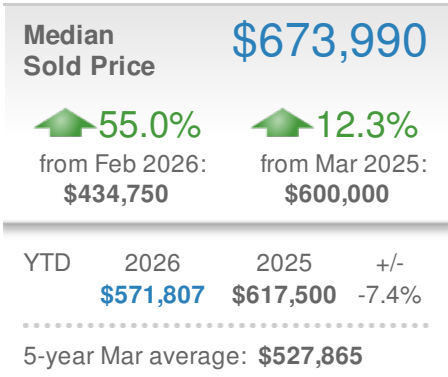 Median $673,990
Sold Price
55.0% 12.3%
from Feb 2026: from Mar 2025:
$434,750 $600,000
YTD 2026 2025 +/-
$571,807 $617,500 -7.4%
5-year Mar average: $527,865